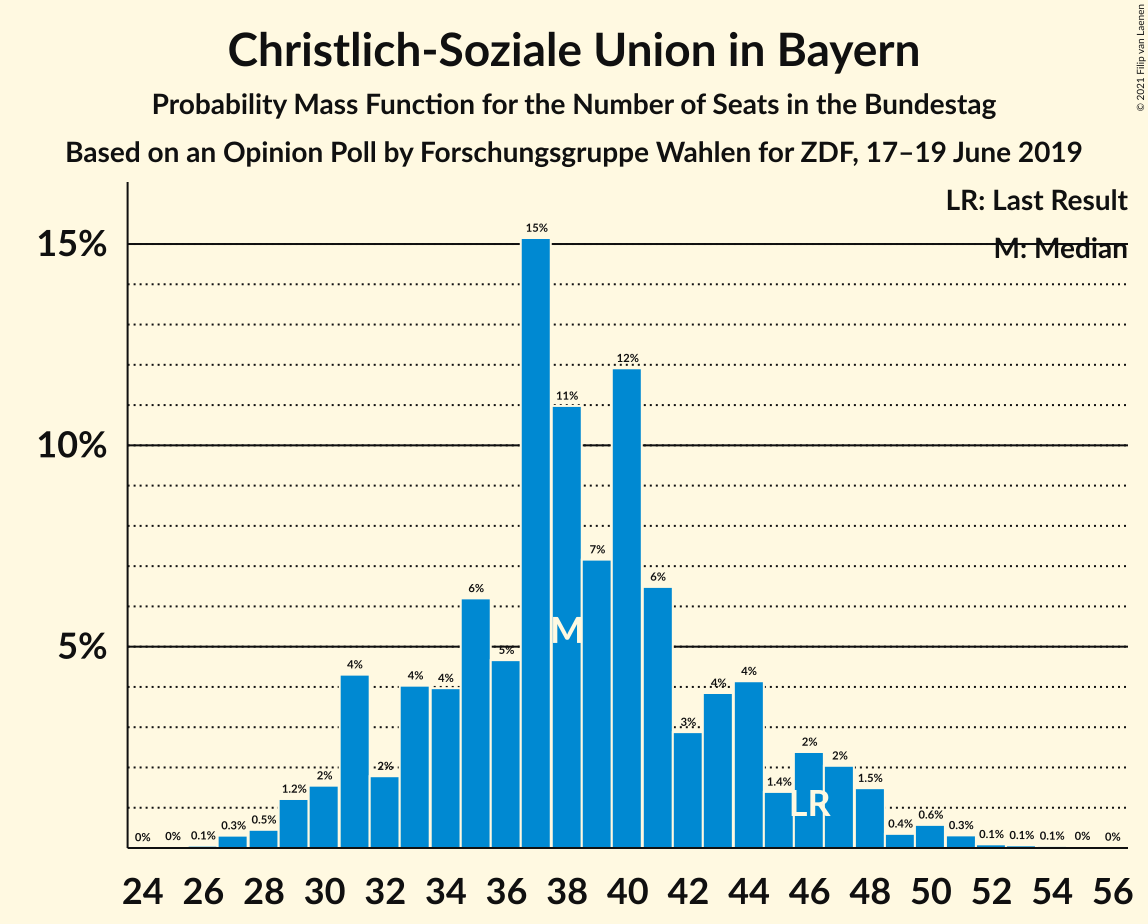 Christlich-Soziale Union in Bayern
Probability Mass Function for the Number of Seats in the Bundestag
Based on an Opinion Poll by Forschungsgruppe Wahlen for ZDF, 17–19 June 2019
© 2021 Filip van Laenen
LR: Last Result
M: Median
15%
10%
5%
0% 0% 0.1% 0.3% 0.5% 1.2% 2% 4% 2% 4% 4% 6% 5% 15% 11% 7% 12% 6% 3% 4% 4% 1.4% 2% 2% 1.5% 0.4% 0.6% 0.3% 0.1% 0.1% 0.1% 0% 0%
M
LR
24 26 28 30 32 34 36 38 40 42 44 46 48 50 52 54 56